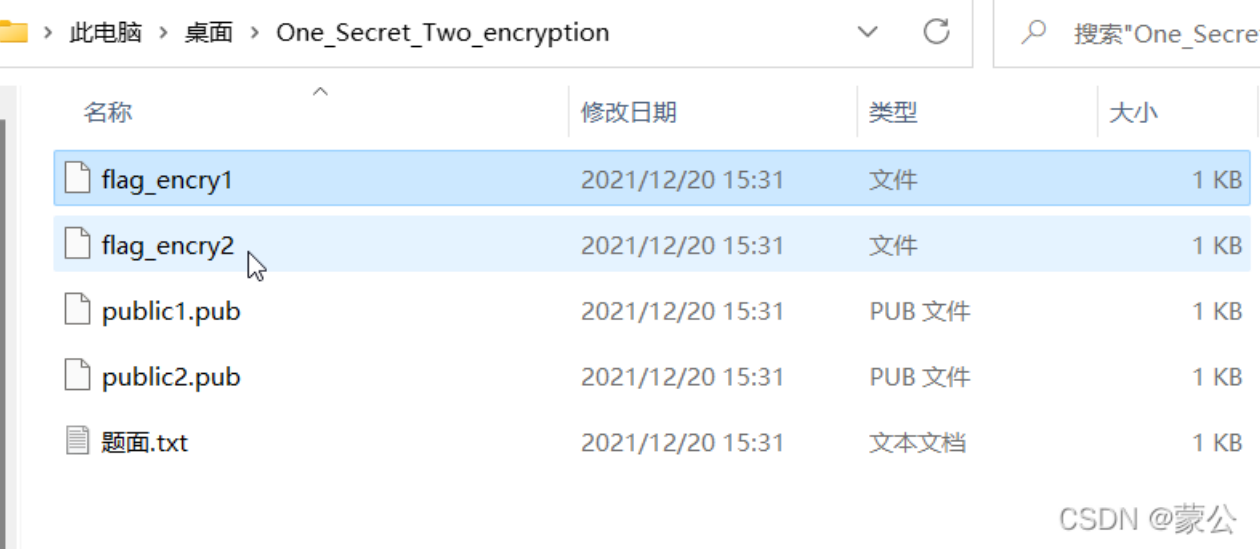 此电脑 > 桌面 > One_Secret_Two_encryption 搜索"One_Secre
名称 修改日期 类型 大小
flag_encry1 2021/12/20 15:31 文件 1 KB
flag_encry2 2021/12/20 15:31 文件 1 KB
public1.pub 2021/12/20 15:31 PUB 文件 1 KB
public2.pub 2021/12/20 15:31 PUB 文件 1 KB
题面.txt 2021/12/20 15:31 文本文档 1 KB
CSDN @蒙公